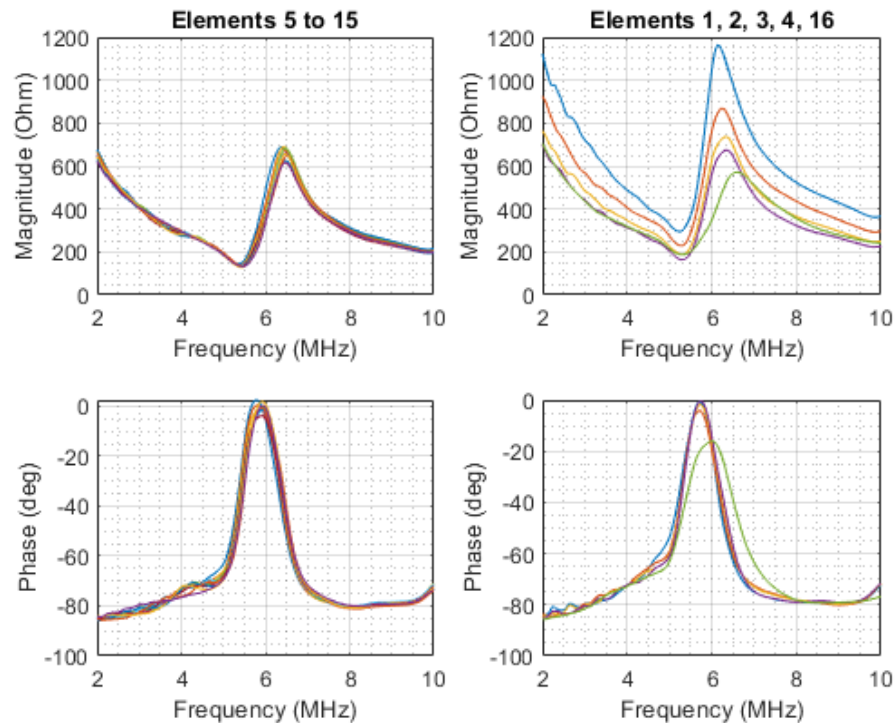 Elements 5 to 15
1200
1000
800
600
400
200
0
Magnitude (Ohm)
2 4 6 8 10
Frequency (MHz)
Elements 1, 2, 3, 4, 16
1200
1000
800
600
400
200
0
Magnitude (Ohm)
2 4 6 8 10
Frequency (MHz)
0
-20
-40
-60
-80
-100
Phase (deg)
2 4 6 8 10
Frequency (MHz)
0
-20
-40
-60
-80
-100
Phase (deg)
2 4 6 8 10
Frequency (MHz)